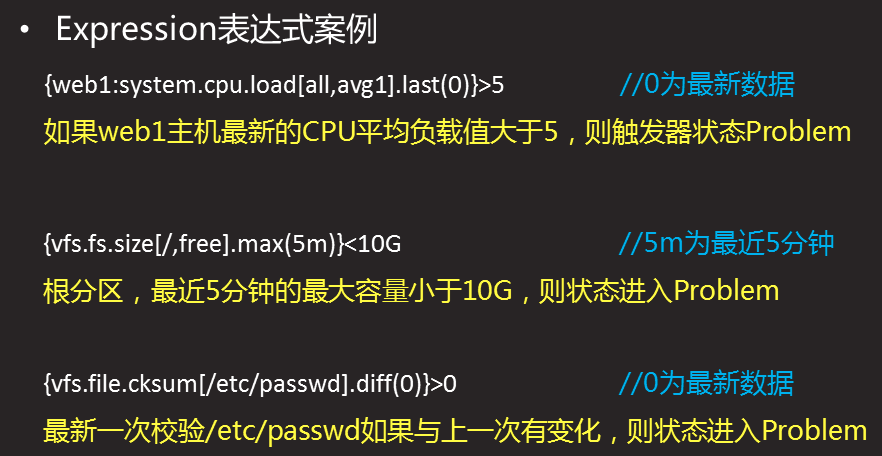 • Expression表达式案例
{web1:system.cpu.load[all,avg1].last(0)}>5 //0为最新数据
如果web1主机最新的CPU平均负载值大于5，则触发器状态Problem
{vfs.fs.size[/,free].max(5m)}<10G //5m为最近5分钟
根分区，最近5分钟的最大容量小于10G，则状态进入Problem
{vfs.file.cksum[/etc/passwd].diff(0)}>0 //0为最新数据
最新一次校验/etc/passwd如果与上一次有变化，则状态进入Problem